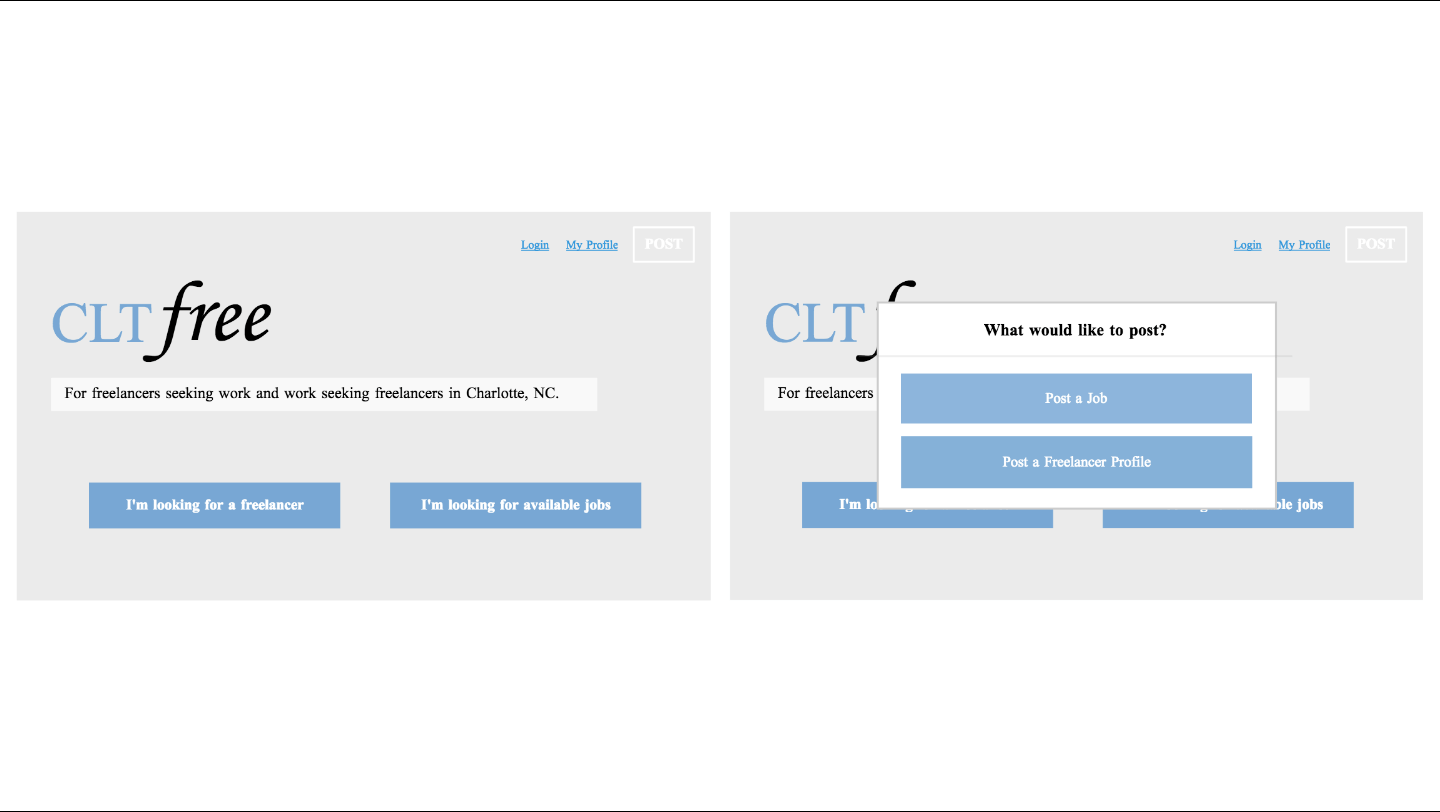 Login My Profile POST
CLT free
For freelancers seeking work and work seeking freelancers in Charlotte, NC.
I'm looking for a freelancer I'm looking for available jobs
Login My Profile POST
CLT
What would like to post?
For freelancers
Post a Job
Post a Freelancer Profile
I'm jobs